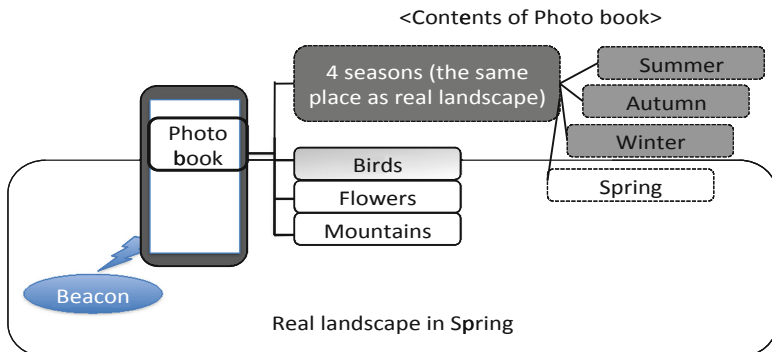 <Contents of Photo book>
4 seasons (the same
place as real landscape)
Summer
Autumn
Winter
Spring
Photo
book
Birds
Flowers
Mountains
Beacon
Real landscape in Spring